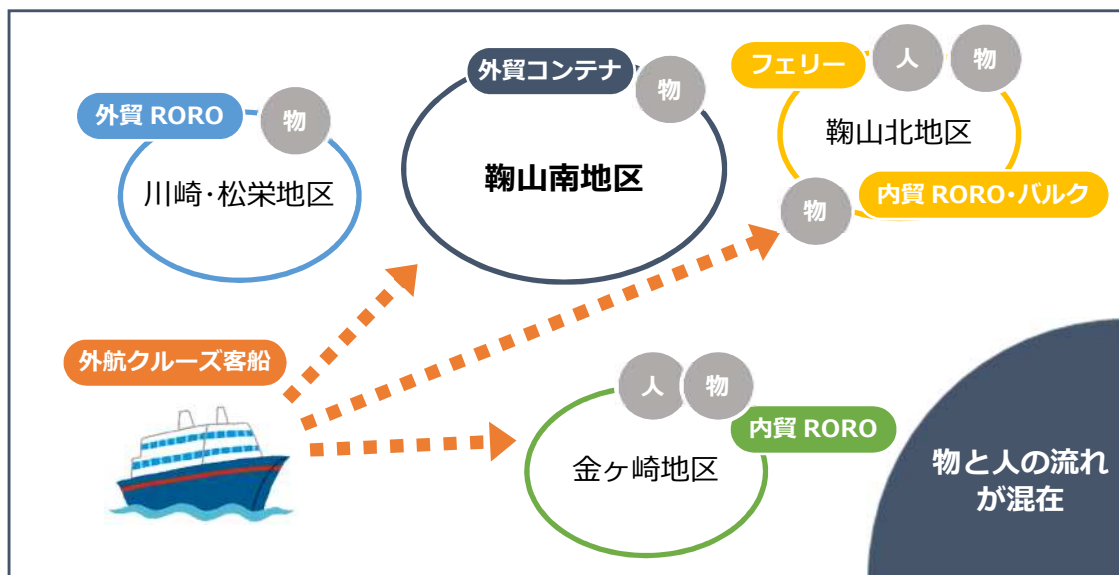 外貿 RORO
物
川崎・松栄地区
外貿コンテナ
物
鞠山南地区
フェリー
人
物
鞠山北地区
物
内貿 RORO・バルク
外航クルーズ客船
人
物
内貿 RORO
金ヶ崎地区
物と人の流れ
が混在